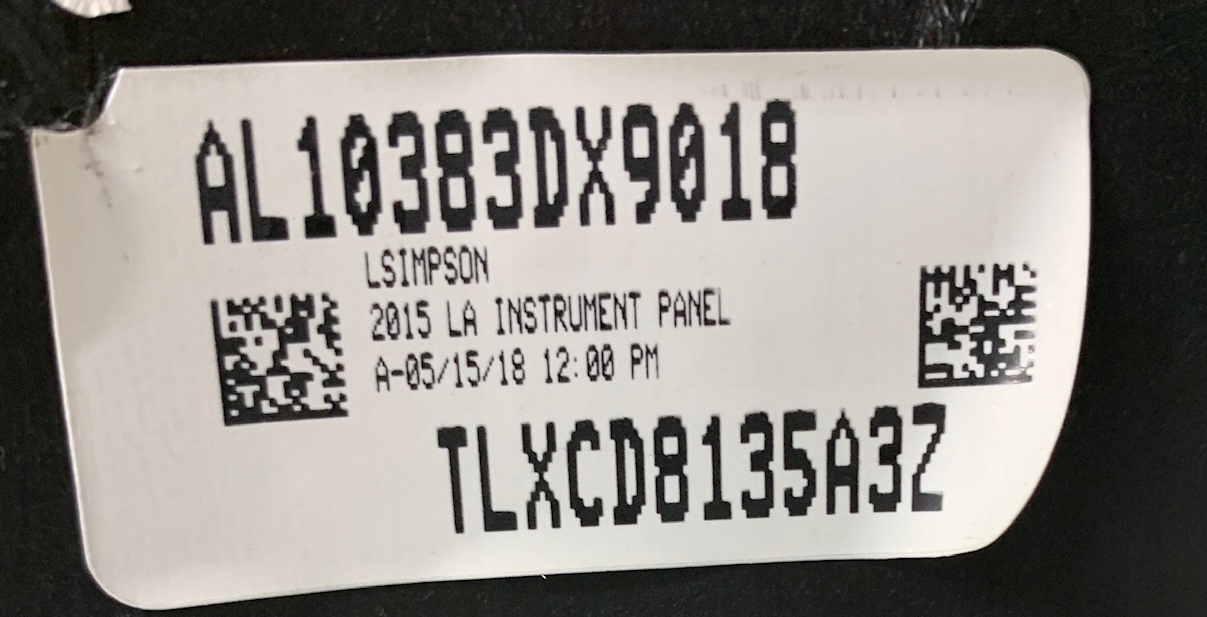 AL10383DX9018
LSIMPSON
2015 LA INSTRUMENT PANEL
A-05/15/18 12:00 PM
TLXCD8135A3Z